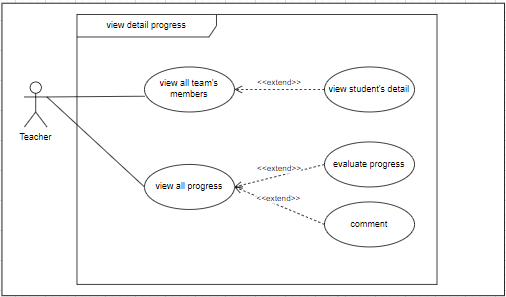 view detail progress
view all team's
members
<<extend>>
view student's detail
Teacher
view all progress
<<extend>>
evaluate progress
<<extend>>
comment